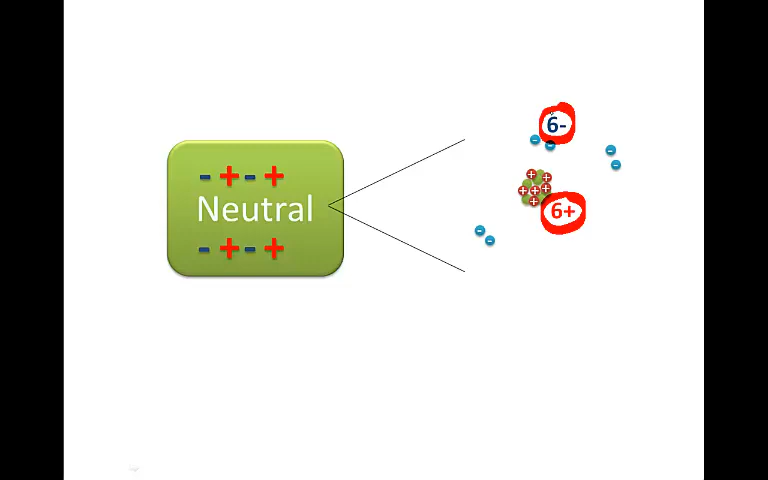 - + - +
Neutral
- + - +
6-
6+